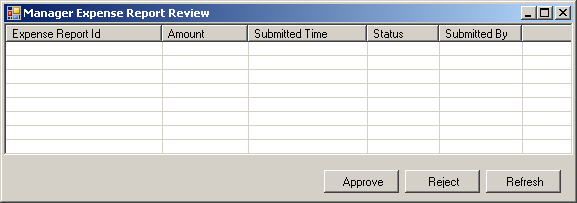 Manager Expense Report Review
Expense Report Id Amount Submitted Time Status Submitted By
Approve Reject Refresh